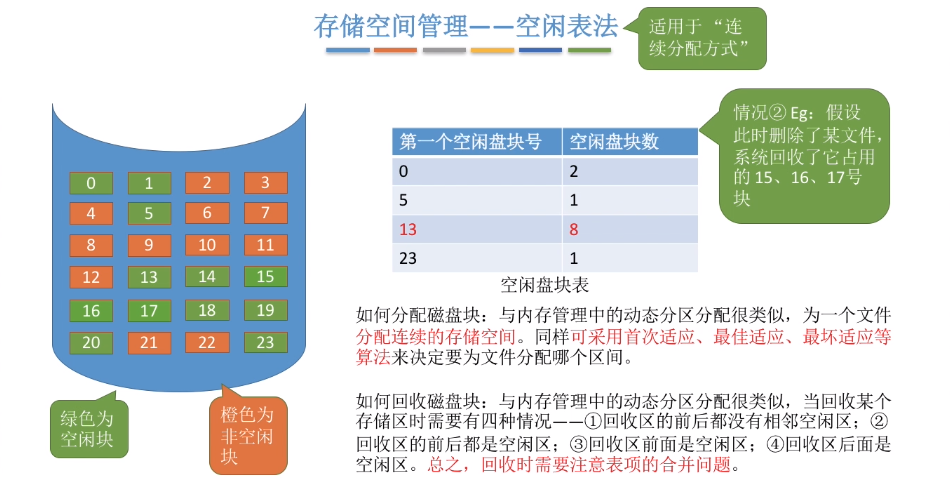 存储空间管理——空闲表法
适用于 “连
续分配方式”
情况② Eg：假设
此时删除了某文件，
系统回收了它占用
的 15、16、17号
块
0 1 2 3
4 5 6 7
8 9 10 11
12 13 14 15
16 17 18 19
20 21 22 23
绿色为
空闲块
橙色为
非空闲
块
第一个空闲盘块号 空闲盘块数
0 2
5 1
13 8
23 1
空闲盘块表
如何分配磁盘块：与内存管理中的动态分区分配很类似，为一个文件
分配连续的存储空间。同样可采用首次适应、最佳适应、最坏适应等
算法来决定要为文件分配哪个区间。
如何回收磁盘块：与内存管理中的动态分区分配很类似，当回收某个
存储区时需要有四种情况——①回收区的前后都没有相邻空闲区；②
回收区的前后都是空闲区；③回收区前面是空闲区；④回收区后面是
空闲区。总之，回收时需要注意表项的合并问题。